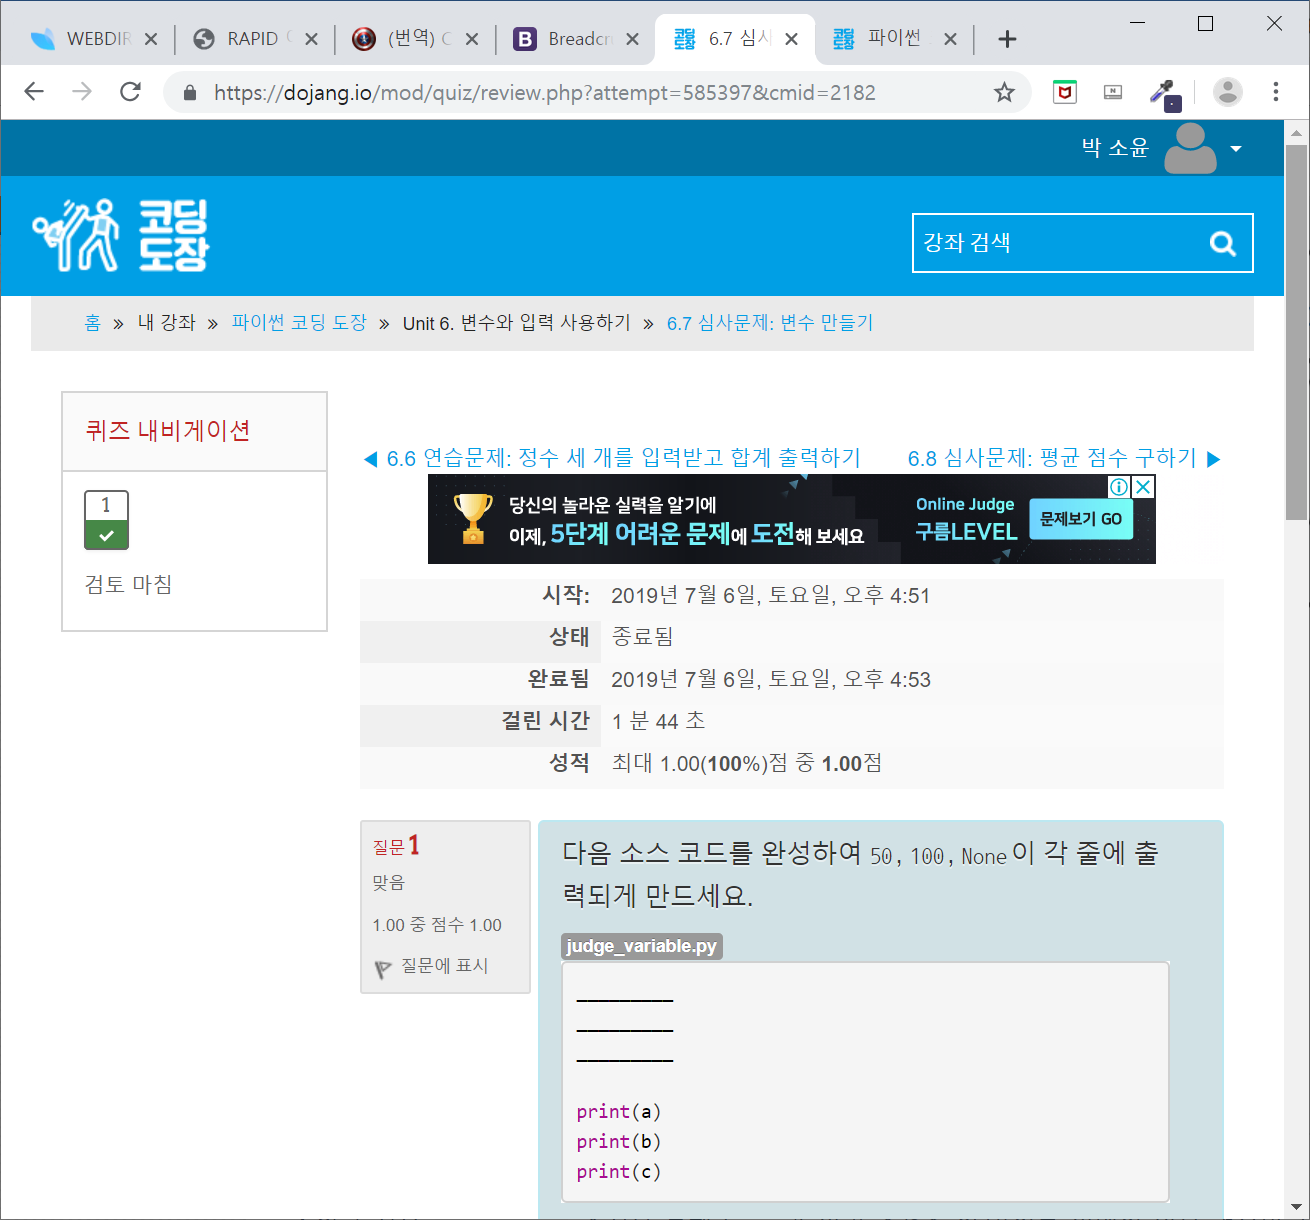 WEBDIR
RAPID
(번역) C
Breadcr
6.7 심사
파이썬
https://dojang.io/mod/quiz/review.php?attempt=585397&cmid=2182
박 소윤
코딩
도장
강좌 검색
홈 » 내 강좌 » 파이썬 코딩 도장 » Unit 6. 변수와 입력 사용하기 » 6.7 심사문제: 변수 만들기
퀴즈 내비게이션
1
검토 마침
◀ 6.6 연습문제: 정수 세 개를 입력받고 합계 출력하기
6.8 심사문제: 평균 점수 구하기 ▶
당신의 놀라운 실력을 알기에
이제, 5단계 어려운 문제에 도전해 보세요
Online Judge
구름LEVEL
문제보기 GO
시작: 2019년 7월 6일, 토요일, 오후 4:51
상태 종료됨
완료됨 2019년 7월 6일, 토요일, 오후 4:53
걸린 시간 1 분 44 초
성적 최대 1.00(100%)점 중 1.00점
질문 1
맞음
1.00 중 점수 1.00
질문에 표시
다음 소스 코드를 완성하여 50, 100, None이 각 줄에 출
력되게 만드세요.
judge_variable.py
_________
_________
_________
print(a)
print(b)
print(c)